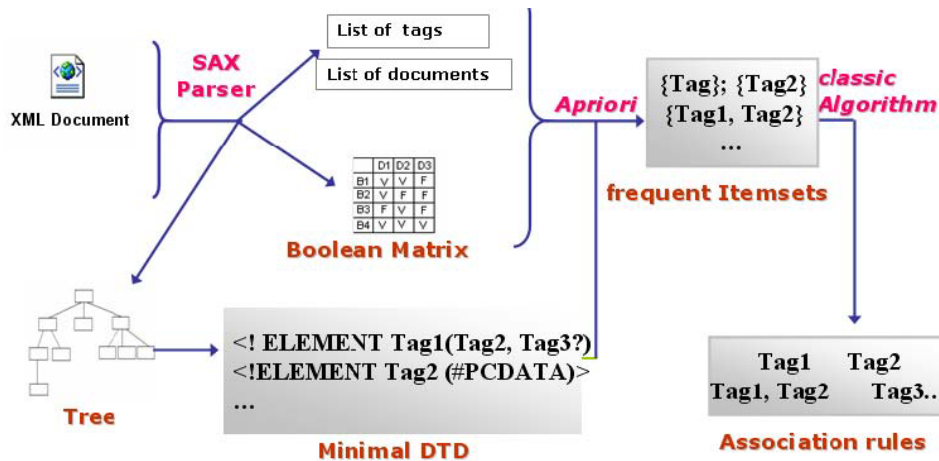 List of tags
SAX
Parser
List of documents
XML Document
Apriori
{Tag}; {Tag2}
{Tag1, Tag2}
...
classic
Algorithm
frequent Itemsets
D1 D2 D3
B1 V V F
B2 V F F
B3 F V F
B4 V V V
Boolean Matrix
<! ELEMENT Tag1(Tag2, Tag3?)
<!ELEMENT Tag2 (#PCDATA)>
...
Tree
Minimal DTD
Tag1 Tag2
Tag1, Tag2 Tag3...
Association rules